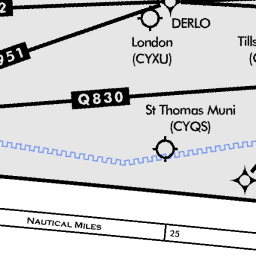 DERLO
London
(CYXU)
Tills
951
Q830
St Thomas Muni
(CYQS)
NAUTICAL MILES
25